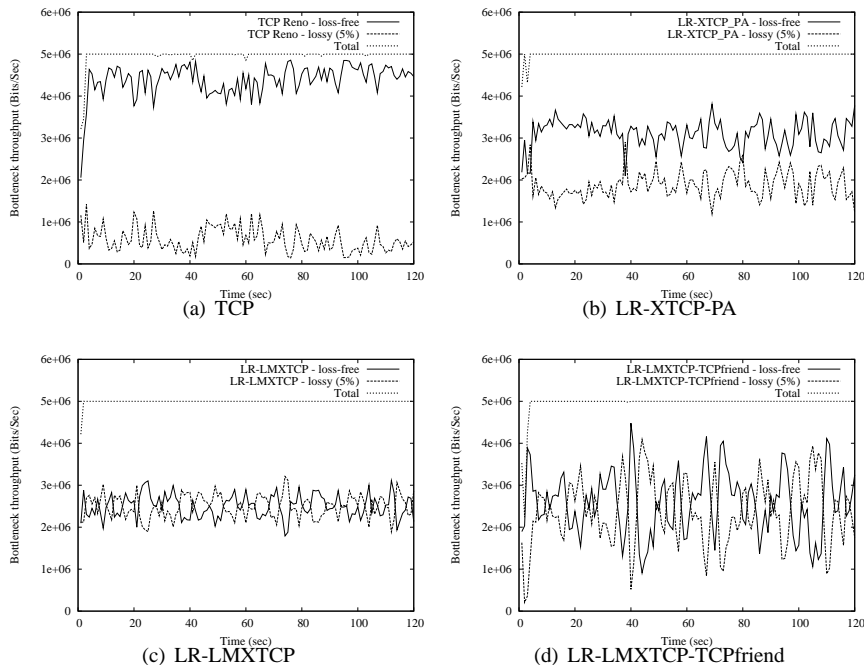 6e+06
5e+06
4e+06
3e+06
2e+06
1e+06
0
Bottleneck throughput (Bits/Sec)
TCP Reno - loss-free
TCP Reno - lossy (5%)
Total
0 20 40 60 80 100 120
Time (sec)
(a) TCP
6e+06
5e+06
4e+06
3e+06
2e+06
1e+06
0
Bottleneck throughput (Bits/Sec)
LR-XTCP_PA - loss-free
LR-XTCP_PA - lossy (5%)
Total
0 20 40 60 80 100 120
Time (sec)
(b) LR-XTCP-PA
6e+06
5e+06
4e+06
3e+06
2e+06
1e+06
0
Bottleneck throughput (Bits/Sec)
LR-LMXTCP - loss-free
LR-LMXTCP - lossy (5%)
Total
0 20 40 60 80 100 120
Time (sec)
(c) LR-LMXTCP
6e+06
5e+06
4e+06
3e+06
2e+06
1e+06
0
Bottleneck throughput (Bits/Sec)
LR-LMXTCP-TCPfriend - loss-free
LR-LMXTCP-TCPfriend - lossy (5%)
Total
0 20 40 60 80 100 120
Time (sec)
(d) LR-LMXTCP-TCPfriend